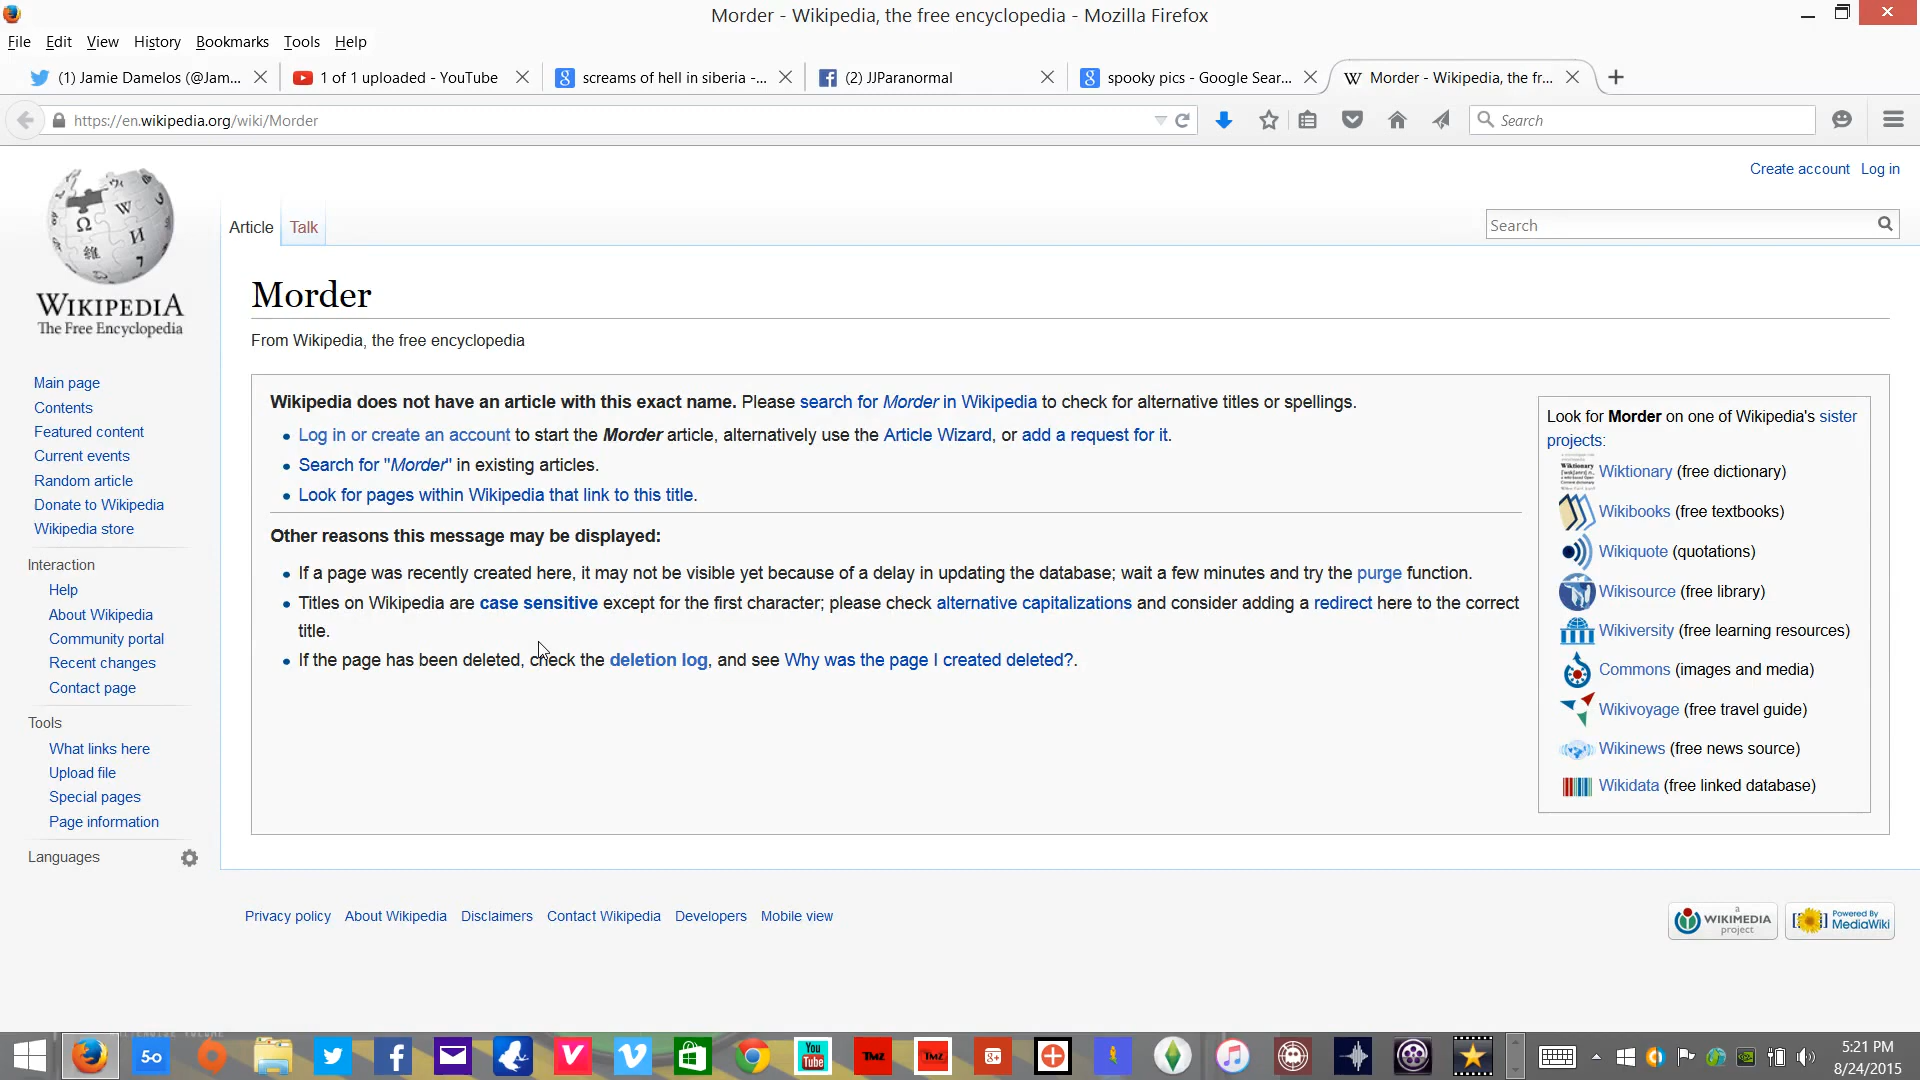 Morder - Wikipedia, the free encyclopedia - Mozilla Firefox
File Edit View History Bookmarks Tools Help
(1) Jamie Damelos (@Jam... 1 of 1 uploaded - YouTube screams of hell in siberia -... (2) JJParanormal spooky pics - Google Sear... Morder - Wikipedia, the fr...
https://en.wikipedia.org/wiki/Morder Search
Create account Log in
Article Talk Search
WIKIPEDIA
The Free Encyclopedia
Main page
Contents
Featured content
Current events
Random article
Donate to Wikipedia
Wikipedia store
Interaction
Help
About Wikipedia
Community portal
Recent changes
Contact page
Tools
What links here
Upload file
Special pages
Page information
Languages
Morder
From Wikipedia, the free encyclopedia
Wikipedia does not have an article with this exact name. Please search for Morder in Wikipedia to check for alternative titles or spellings.
Log in or create an account to start the Morder article, alternatively use the Article Wizard, or add a request for it.
Search for "Morder" in existing articles.
Look for pages within Wikipedia that link to this title.
Other reasons this message may be displayed:
If a page was recently created here, it may not be visible yet because of a delay in updating the database; wait a few minutes and try the purge function.
Titles on Wikipedia are case sensitive except for the first character; please check alternative capitalizations and consider adding a redirect here to the correct
title.
If the page has been deleted, check the deletion log, and see Why was the page I created deleted?.
Look for Morder on one of Wikipedia's sister
projects:
Wiktionary (free dictionary)
Wikibooks (free textbooks)
Wikiquote (quotations)
Wikisource (free library)
Wikiversity (free learning resources)
Commons (images and media)
Wikivoyage (free travel guide)
Wikinews (free news source)
Wikidata (free linked database)
Privacy policy About Wikipedia Disclaimers Contact Wikipedia Developers Mobile view
a
WIKIMEDIA
project
Powered By
MediaWiki
5-0
You
Tube
TMZ
TMZ
5:21 PM
8/24/2015